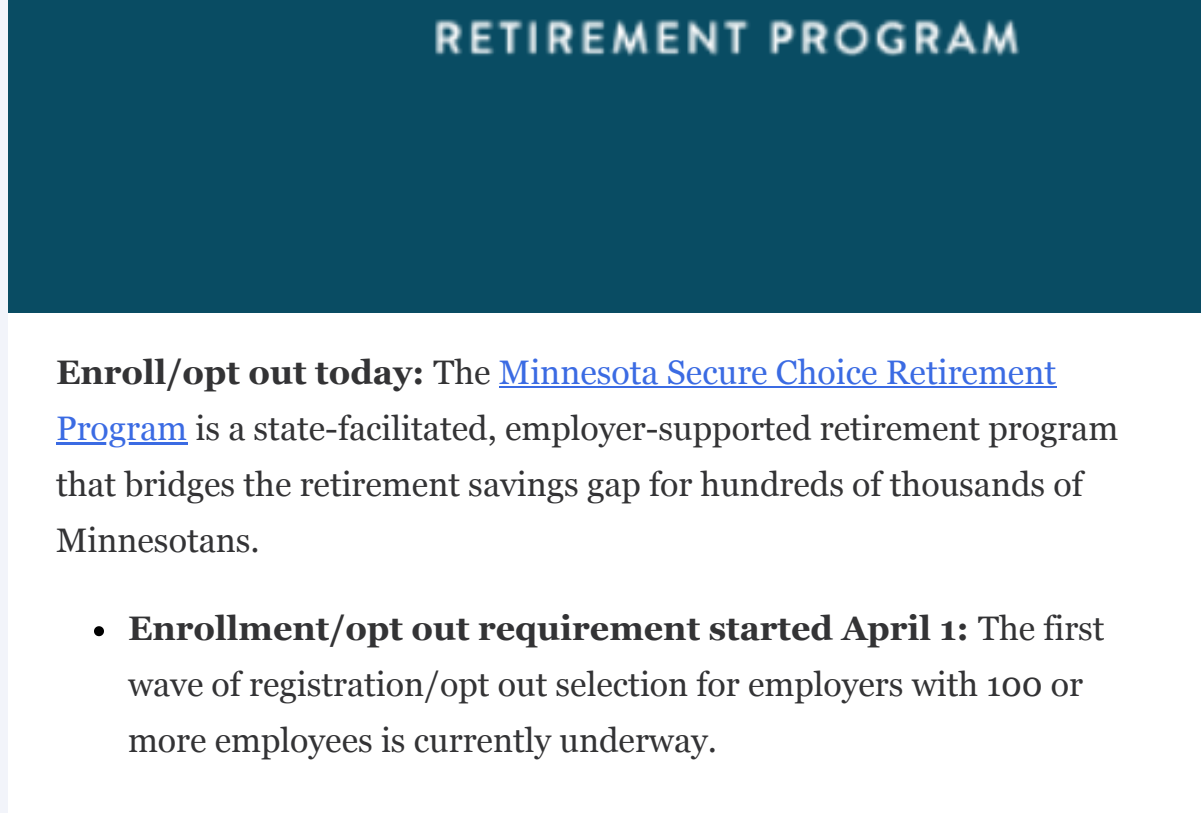 RETIREMENT PROGRAM
Enroll/opt out today: The Minnesota Secure Choice Retirement
Program is a state-facilitated, employer-supported retirement program
that bridges the retirement savings gap for hundreds of thousands of
Minnesotans.
• Enrollment/opt out requirement started April 1: The first
wave of registration/opt out selection for employers with 100 or
more employees is currently underway.